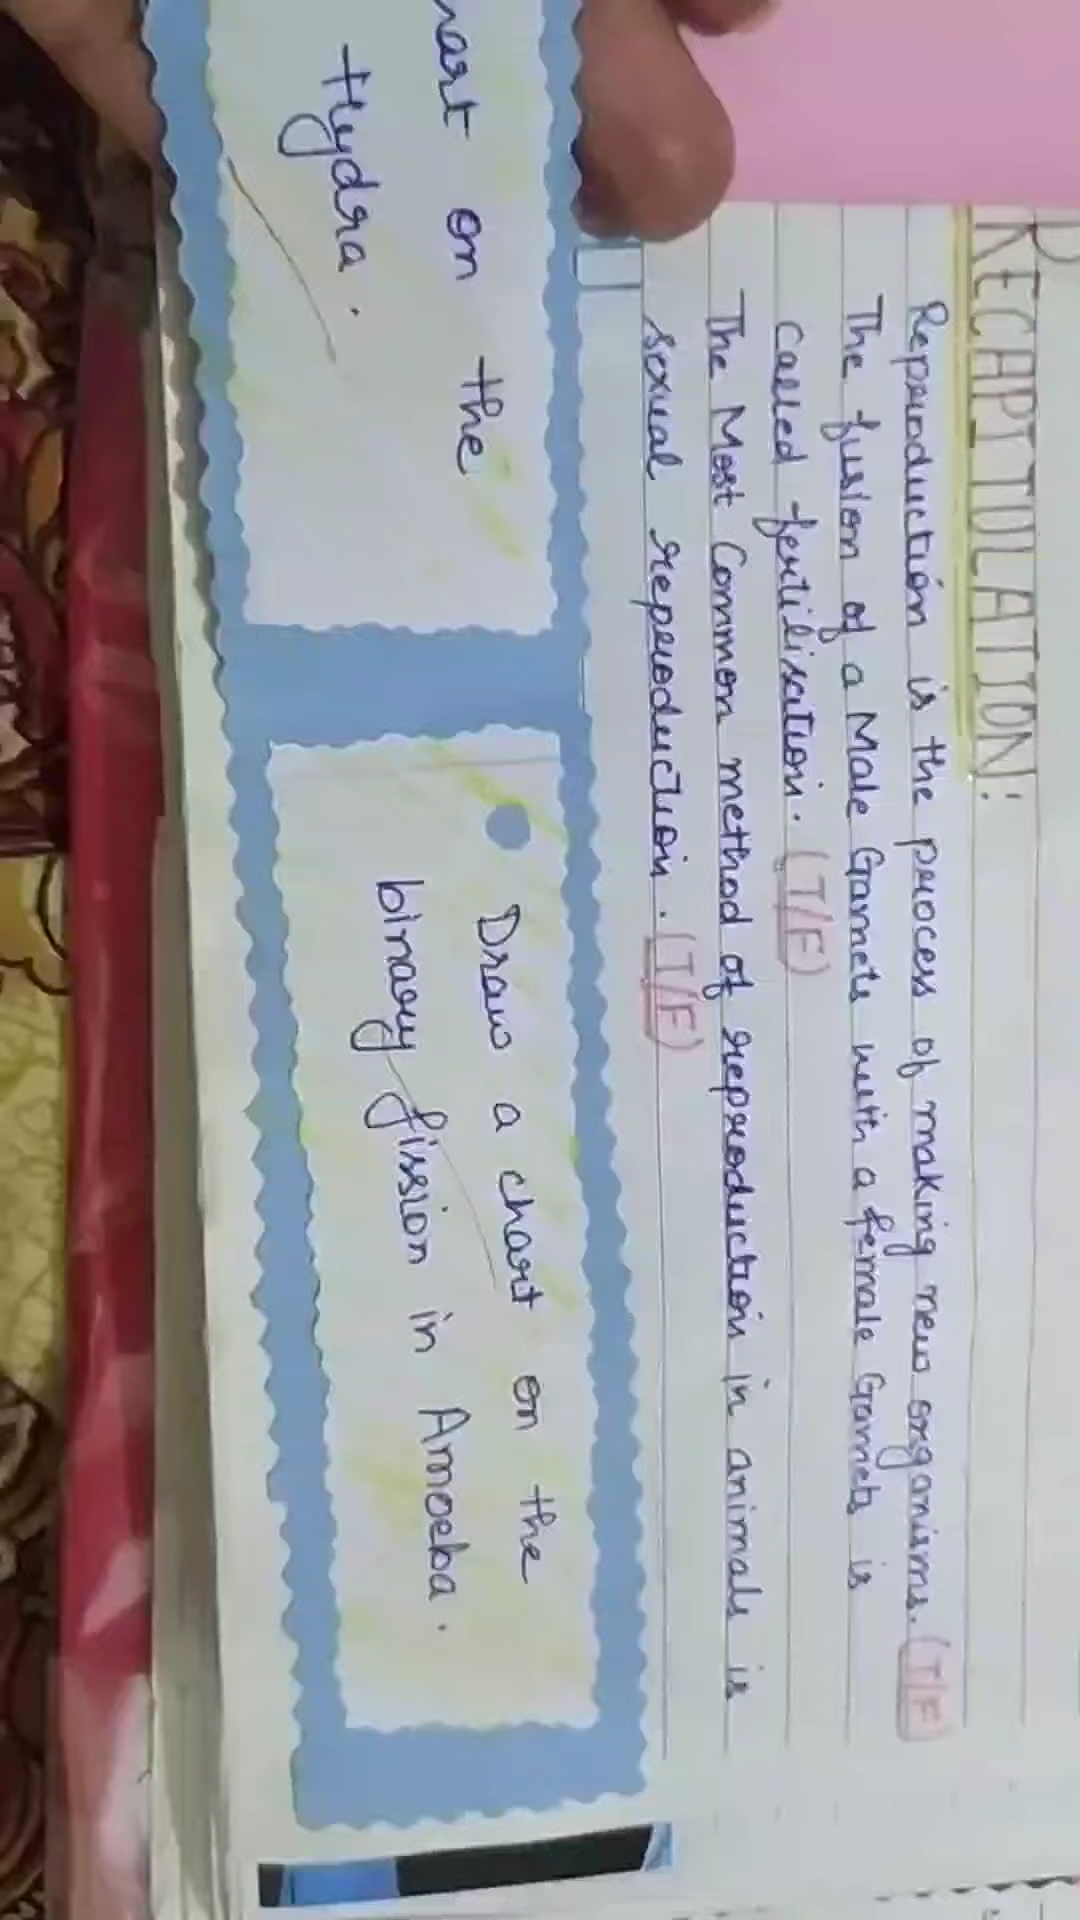 RECAPITULATION:
Reproduction is the process of making new organisms. (T/F)
The fusion of a Male Gamets with a female Gamets is
called fertilisation. (T/F)
The Most Common method of reproduction in animals is
sexual reproduction. (T/F)
on the
Hydra.
Draw a chart on the
binary fission in Amoeba.